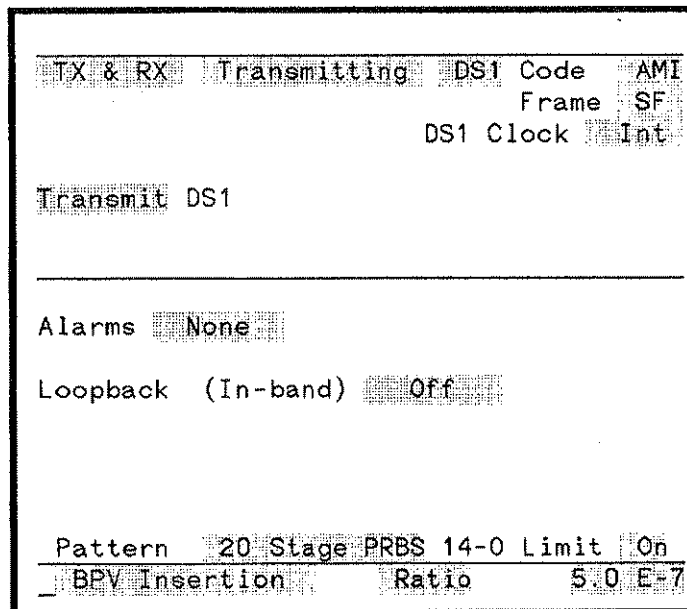 TX & RX Transmitting DS1 Code AMI
Frame SF
DS1 Clock Int
Transmit DS1
Alarms None
Loopback (In-band) Off
Pattern 20 Stage PRBS 14-0 Limit On
_ BPV Insertion Ratio 5.0 E-7